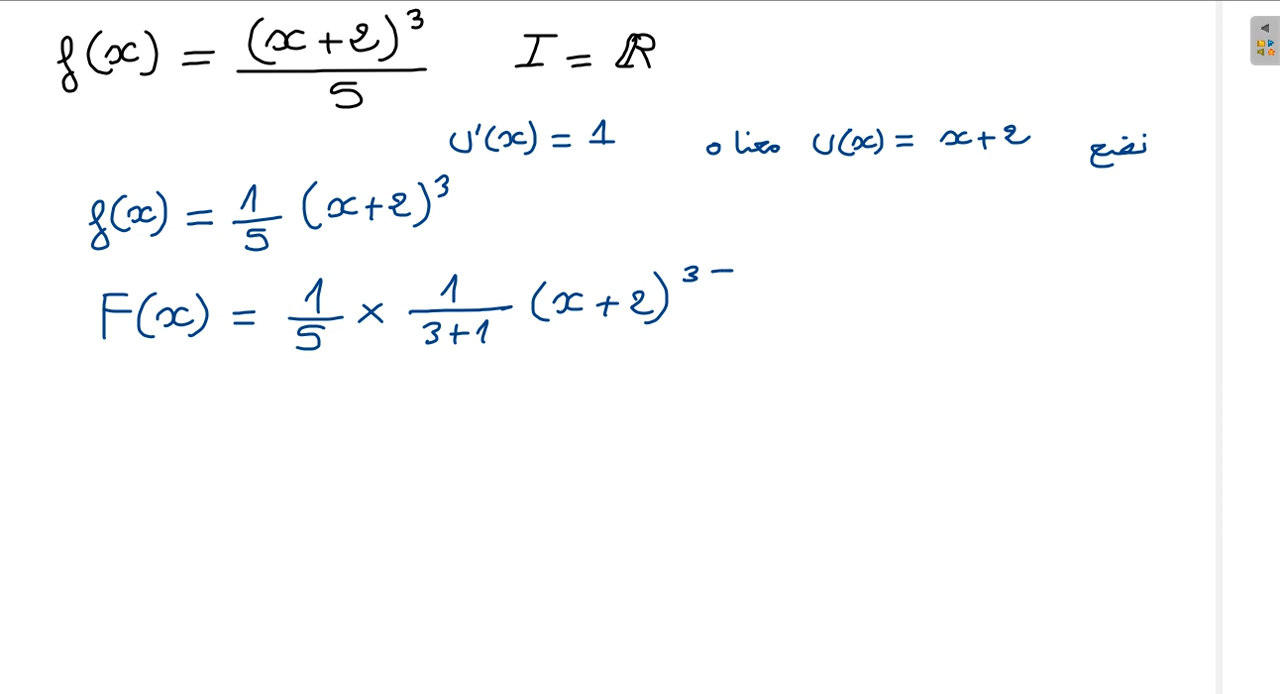 f(x) = (x+2)³/5 I = ℝ
نضع U(x) = x+2 معناه U'(x) = 1
f(x) = 1/5 (x+2)³
F(x) = 1/5 × 1/(3+1) (x+2)³⁻